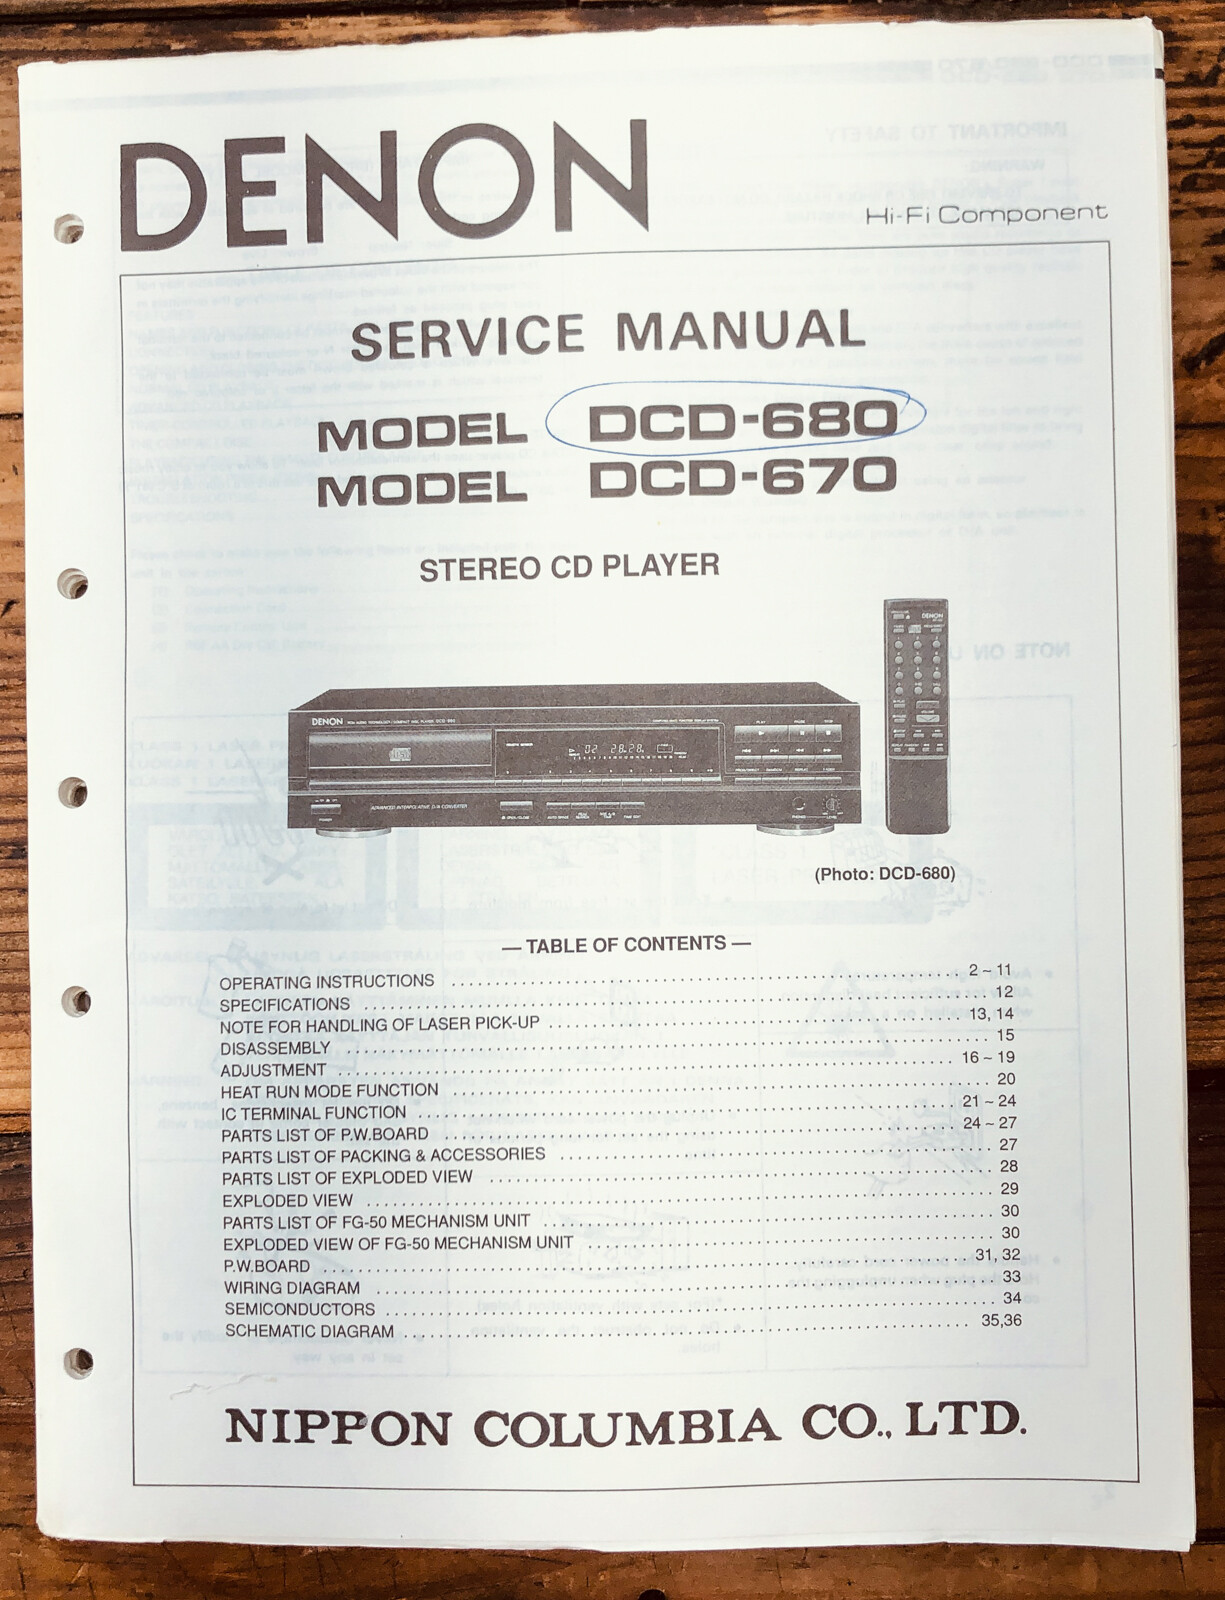 DENON
Hi-Fi Component
SERVICE MANUAL
MODEL DCD-680
MODEL DCD-670
STEREO CD PLAYER
DENON
DENON
(Photo: DCD-680)
— TABLE OF CONTENTS —
OPERATING INSTRUCTIONS 2 ~ 11
SPECIFICATIONS 12
NOTE FOR HANDLING OF LASER PICK-UP 13, 14
DISASSEMBLY 15
ADJUSTMENT 16 ~ 19
HEAT RUN MODE FUNCTION 20
IC TERMINAL FUNCTION 21 ~ 24
PARTS LIST OF P.W.BOARD 24 ~ 27
PARTS LIST OF PACKING & ACCESSORIES 27
PARTS LIST OF EXPLODED VIEW 28
EXPLODED VIEW 29
PARTS LIST OF FG-50 MECHANISM UNIT 30
EXPLODED VIEW OF FG-50 MECHANISM UNIT 30
P.W.BOARD 31, 32
WIRING DIAGRAM 33
SEMICONDUCTORS 34
SCHEMATIC DIAGRAM 35,36
NIPPON COLUMBIA CO., LTD.